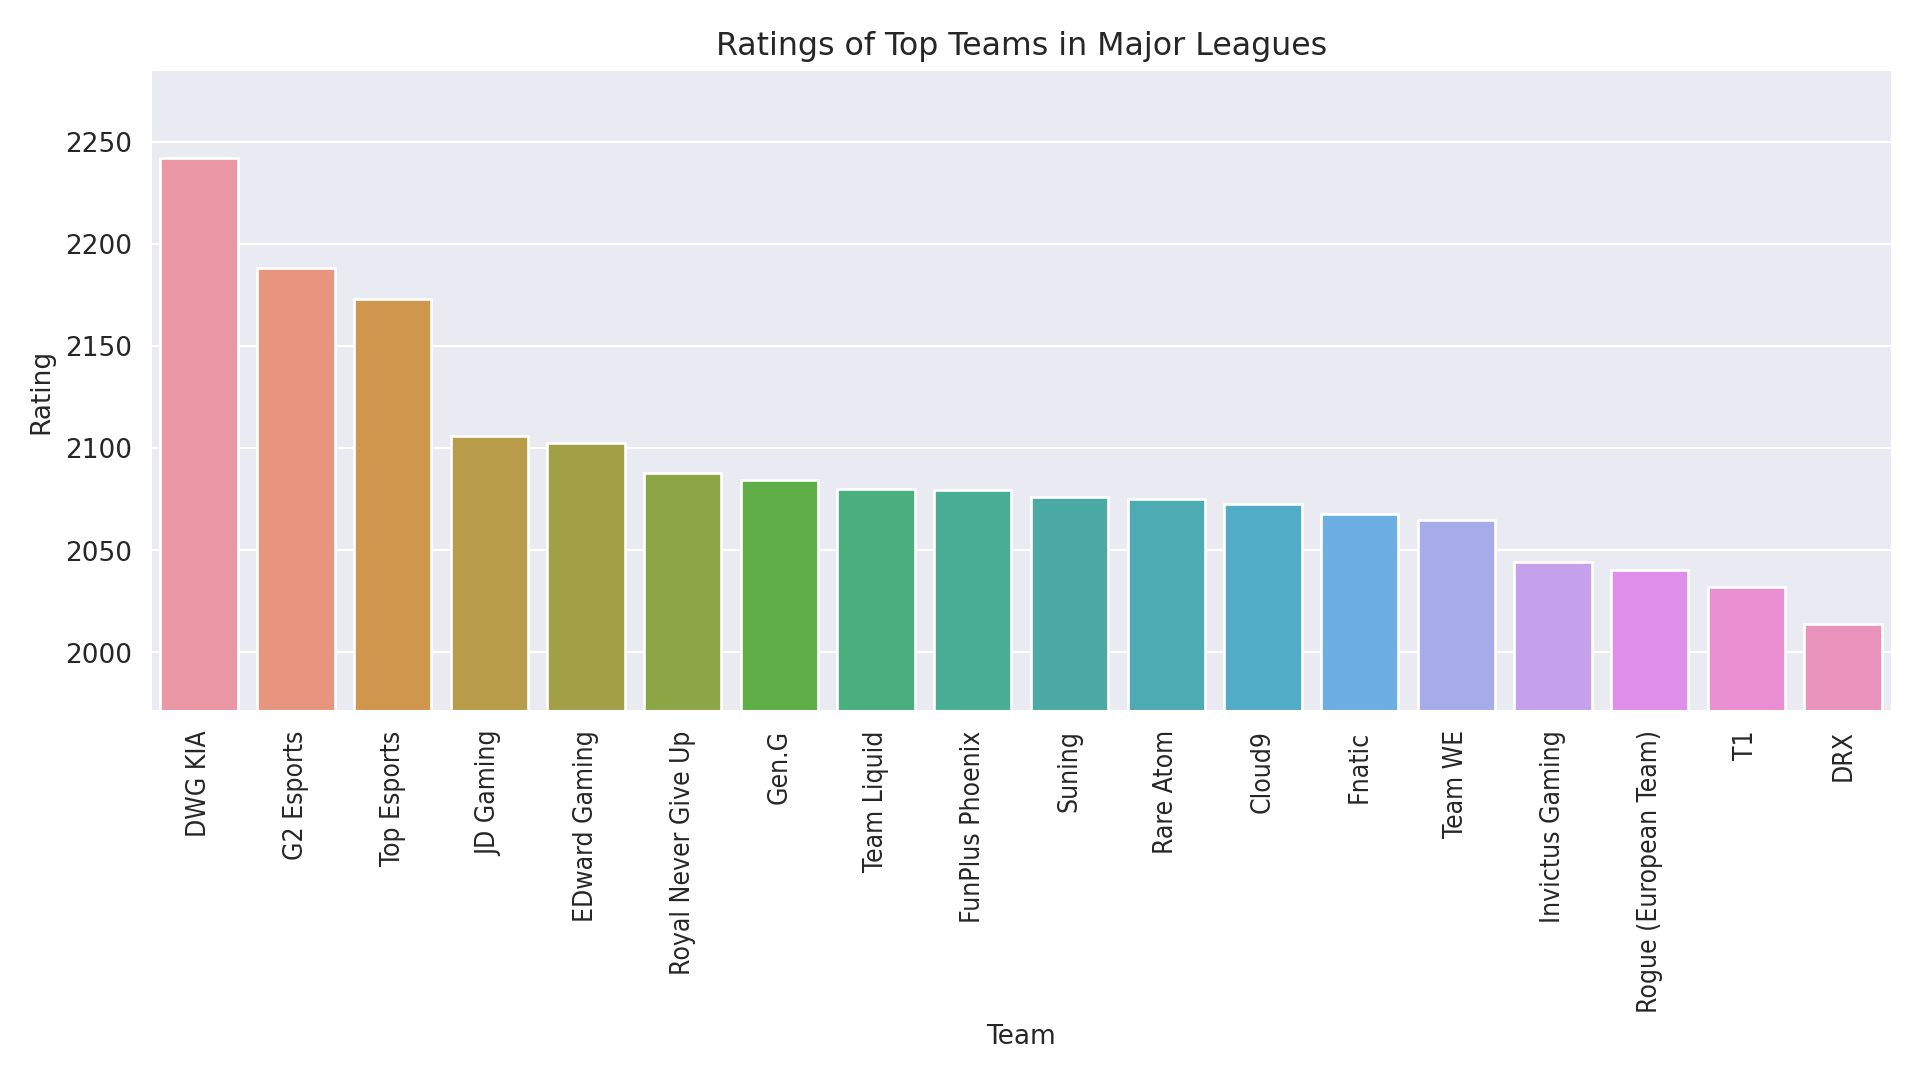 Ratings of Top Teams in Major Leagues
Rating
2250
2200
2150
2100
2050
2000
DWG KIA
G2 Esports
Top Esports
JD Gaming
EDward Gaming
Royal Never Give Up
Gen.G
Team Liquid
FunPlus Phoenix
Suning
Rare Atom
Cloud9
Fnatic
Team WE
Invictus Gaming
Rogue (European Team)
T1
DRX
Team